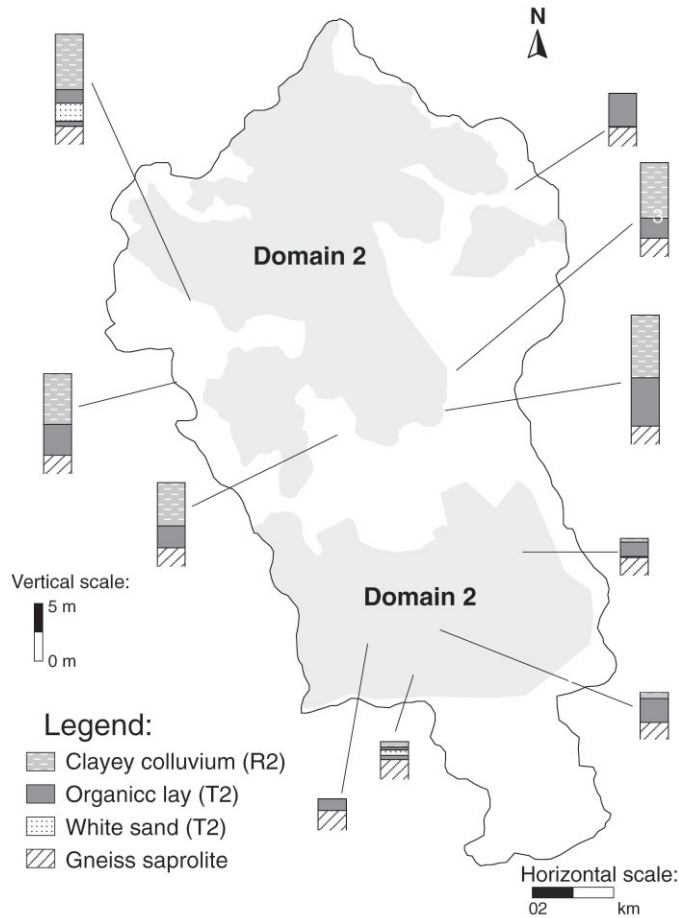 N
Domain 2
Domain 2
Vertical scale:
5 m
0 m
Legend:
Clayey colluvium (R2)
Organicc lay (T2)
White sand (T2)
Gneiss saprolite
Horizontal scale:
02 km